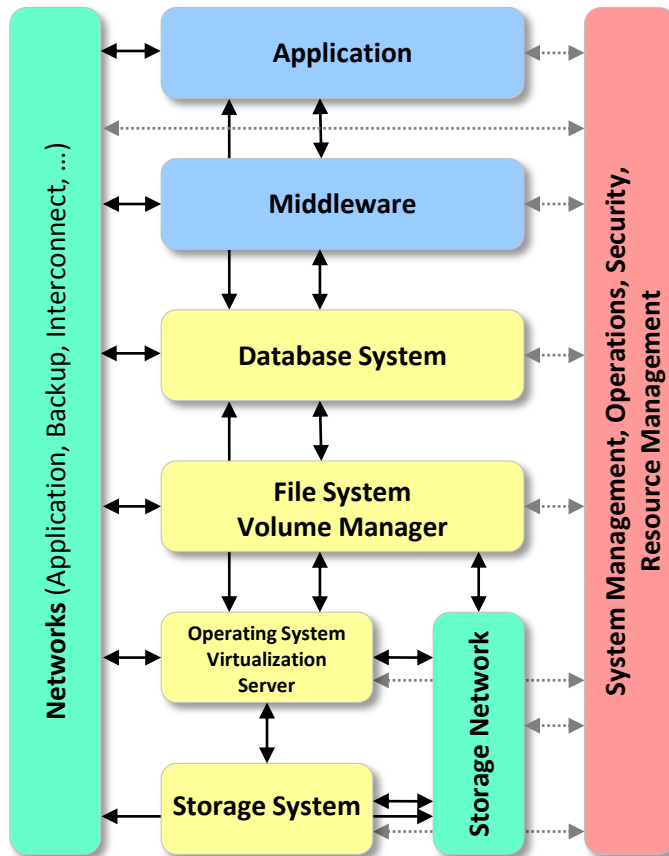 Networks (Application, Backup, Interconnect, ...)
Application
Middleware
Database System
File System
Volume Manager
Operating System
Virtualization
Server
Storage System
Storage Network
System Management, Operations, Security,
Resource Management